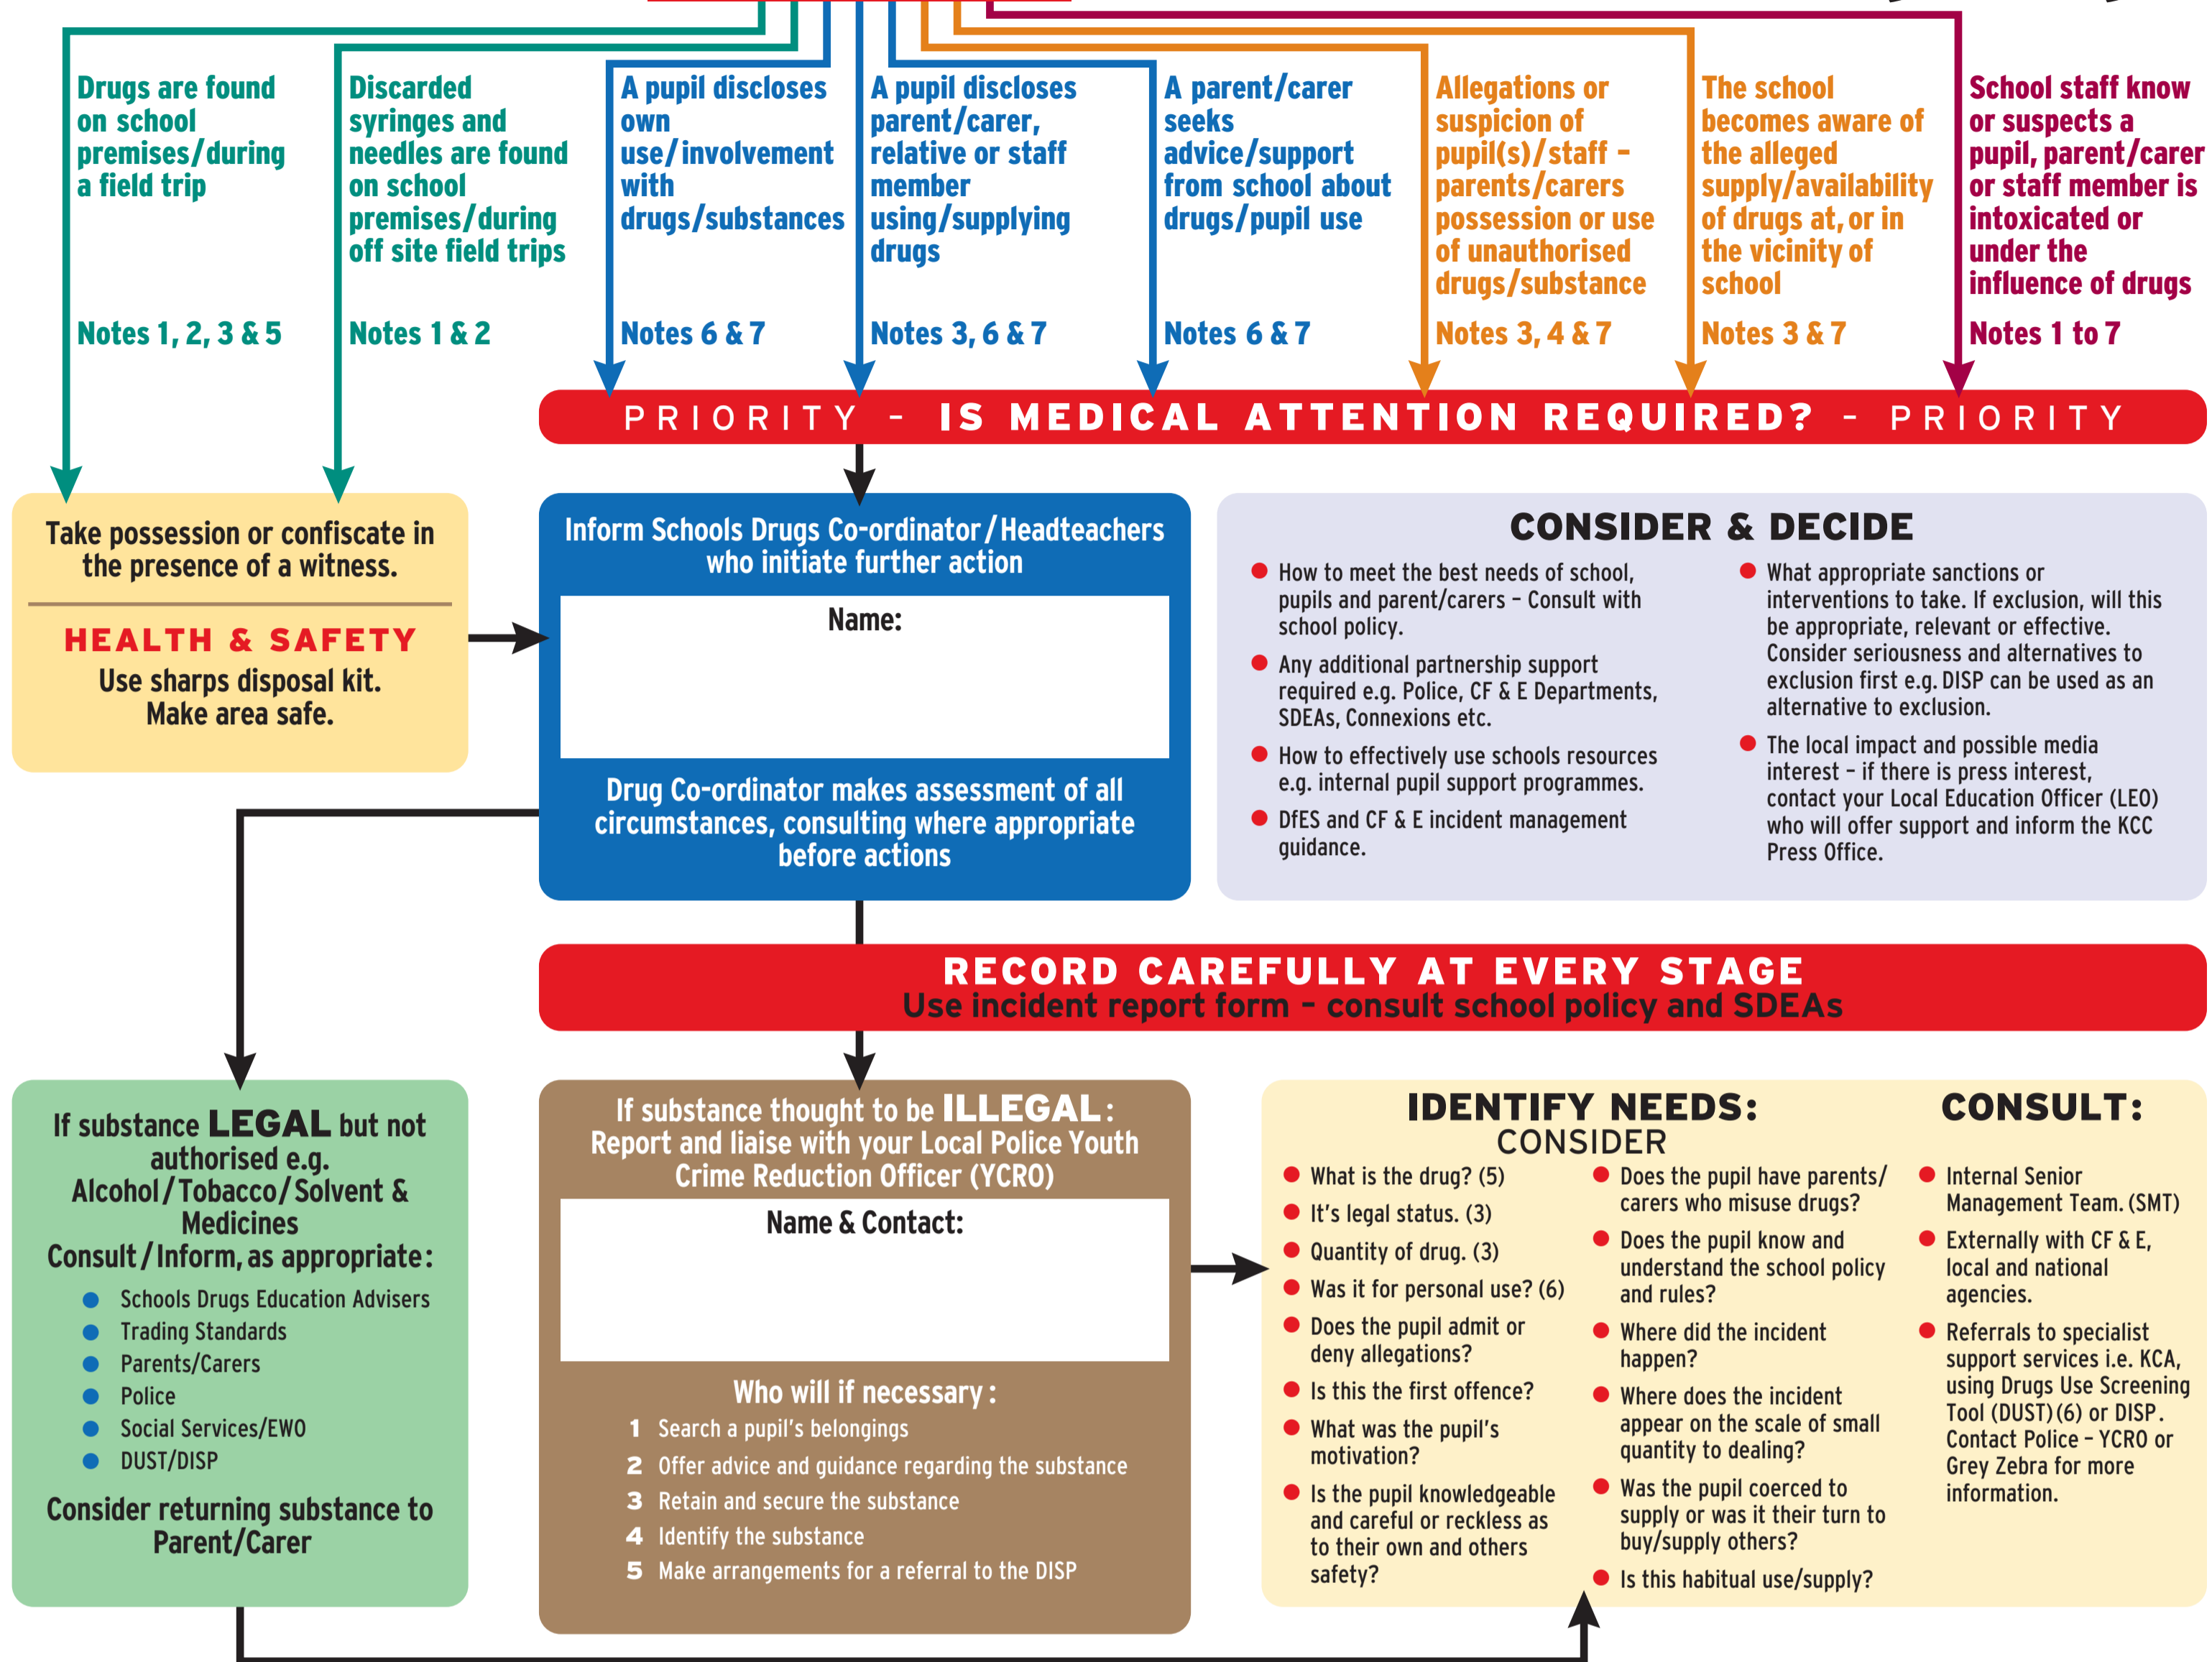 Drugs are found
on school
premises/during
a field trip
Notes 1, 2, 3 & 5
Discarded
syringes and
needles are found
on school
premises/during
off site field trips
Notes 1 & 2
A pupil discloses
own
use/involvement
with
drugs/substances
Notes 6 & 7
A pupil discloses
parent/carer,
relative or staff
member
using/supplying
drugs
Notes 3, 6 & 7
A parent/carer
seeks
advice/support
from school about
drugs/pupil use
Notes 6 & 7
Allegations or
suspicion of
pupil(s)/staff –
parents/carers
possession or use
of unauthorised
drugs/substance
Notes 3, 4 & 7
The school
becomes aware of
the alleged
supply/availability
of drugs at, or in
the vicinity of
school
Notes 3 & 7
School staff know
or suspects a
pupil, parent/carer
or staff member is
intoxicated or
under the
influence of drugs
Notes 1 to 7
PRIORITY - IS MEDICAL ATTENTION REQUIRED? - PRIORITY
Take possession or confiscate in
the presence of a witness.
HEALTH & SAFETY
Use sharps disposal kit.
Make area safe.
Inform Schools Drugs Co-ordinator/Headteachers
who initiate further action
Name:
Drug Co-ordinator makes assessment of all
circumstances, consulting where appropriate
before actions
CONSIDER & DECIDE
How to meet the best needs of school,
pupils and parent/carers – Consult with
school policy.
Any additional partnership support
required e.g. Police, CF & E Departments,
SDEAs, Connexions etc.
How to effectively use schools resources
e.g. internal pupil support programmes.
DfES and CF & E incident management
guidance.
What appropriate sanctions or
interventions to take. If exclusion, will this
be appropriate, relevant or effective.
Consider seriousness and alternatives to
exclusion first e.g. DISP can be used as an
alternative to exclusion.
The local impact and possible media
interest – if there is press interest,
contact your Local Education Officer (LEO)
who will offer support and inform the KCC
Press Office.
RECORD CAREFULLY AT EVERY STAGE
Use incident report form – consult school policy and SDEAs
If substance LEGAL but not
authorised e.g.
Alcohol/Tobacco/Solvent &
Medicines
Consult/Inform, as appropriate:
Schools Drugs Education Advisers
Trading Standards
Parents/Carers
Police
Social Services/EWO
DUST/DISP
Consider returning substance to
Parent/Carer
If substance thought to be ILLEGAL:
Report and liaise with your Local Police Youth
Crime Reduction Officer (YCRO)
Name & Contact:
Who will if necessary:
1 Search a pupil's belongings
2 Offer advice and guidance regarding the substance
3 Retain and secure the substance
4 Identify the substance
5 Make arrangements for a referral to the DISP
IDENTIFY NEEDS:
CONSIDER
What is the drug? (5)
It's legal status. (3)
Quantity of drug. (3)
Was it for personal use? (6)
Does the pupil admit or
deny allegations?
Is this the first offence?
What was the pupil's
motivation?
Is the pupil knowledgeable
and careful or reckless as
to their own and others
safety?
Does the pupil have parents/
carers who misuse drugs?
Does the pupil know and
understand the school policy
and rules?
Where did the incident
happen?
Where does the incident
appear on the scale of small
quantity to dealing?
Was the pupil coerced to
supply or was it their turn to
buy/supply others?
Is this habitual use/supply?
CONSULT:
Internal Senior
Management Team. (SMT)
Externally with CF & E,
local and national
agencies.
Referrals to specialist
support services i.e. KCA,
using Drugs Use Screening
Tool (DUST)(6) or DISP.
Contact Police – YCRO or
Grey Zebra for more
information.